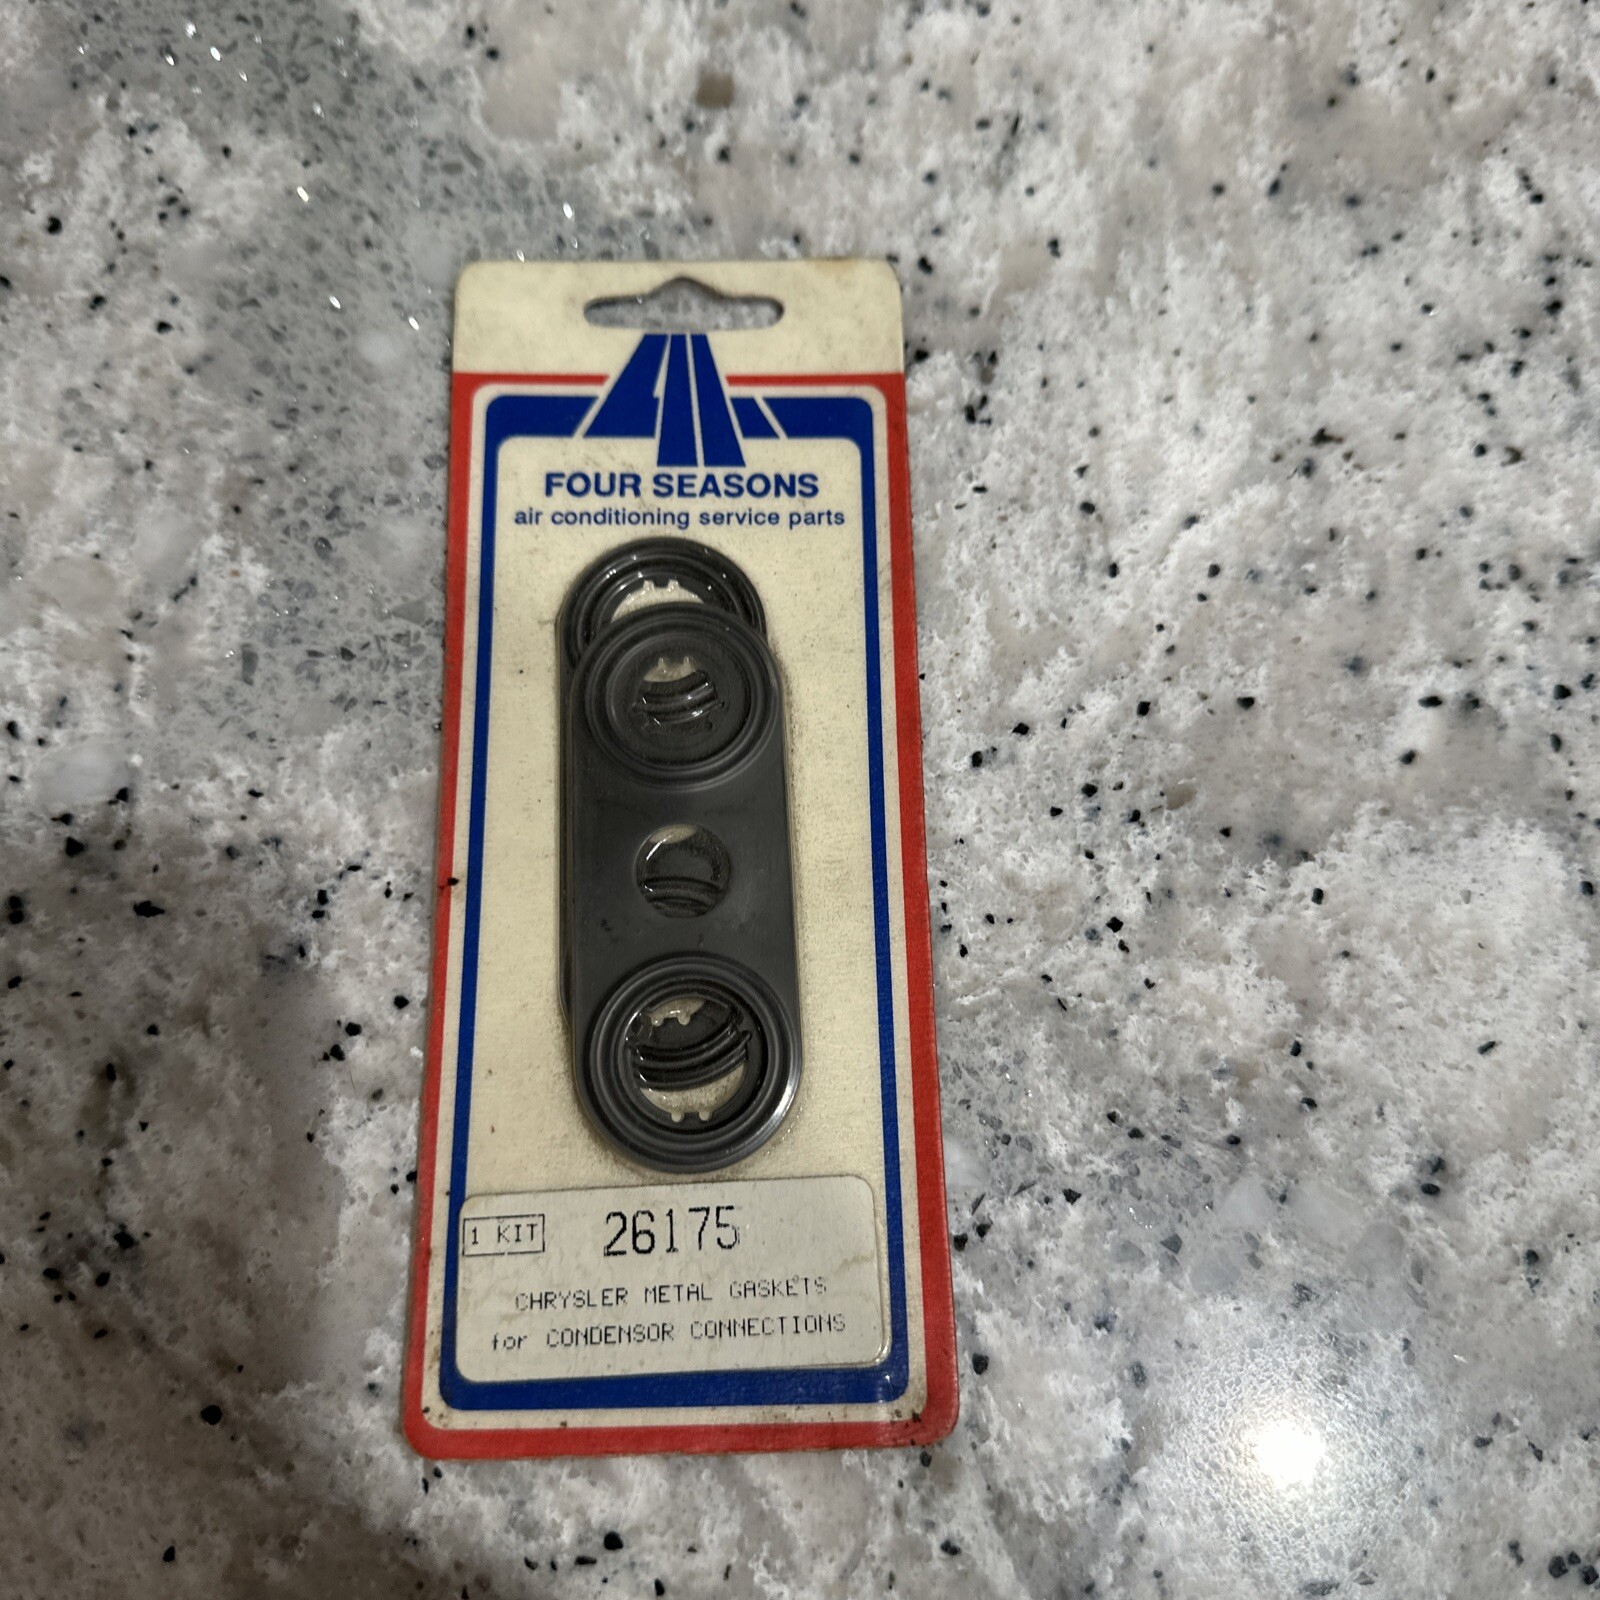 FOUR SEASONS
air conditioning service parts
1 KIT 26175
CHRYSLER METAL GASKETS
for CONDENSOR CONNECTIONS